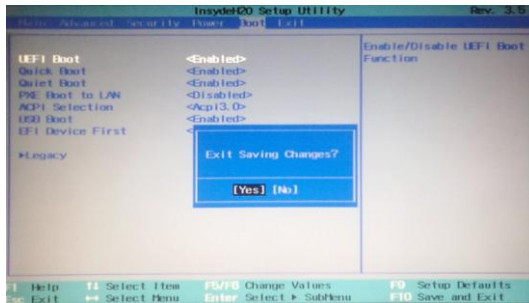 InsydeH2O Setup Utility Rev. 3.5
Main Advanced Security Power Boot Exit
UEFI Boot <Enabled>
Quick Boot <Enabled>
Quiet Boot <Enabled>
PXE Boot to LAN <Disabled>
ACPI Selection <Acpi3.0>
USB Boot <Enabled>
EFI Device First <
▶Legacy
Enable/Disable UEFI Boot
Function
Exit Saving Changes?
[Yes] [No]
F1 Help ↑↓ Select Item F5/F6 Change Values F9 Setup Defaults
Esc Exit ↔ Select Menu Enter Select ▶ SubMenu F10 Save and Exit